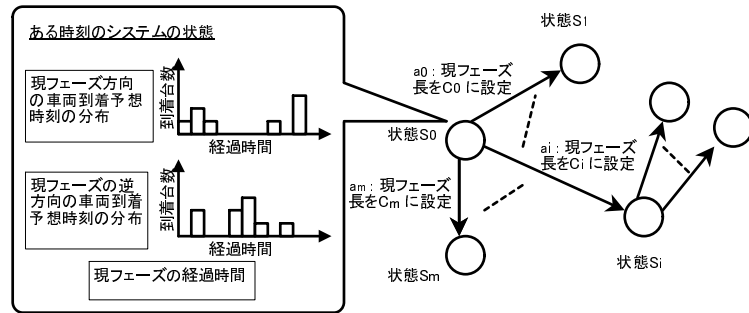 ある時刻のシステムの状態
現フェーズ方向
の車両到着予想
時刻の分布
到着台数
経過時間
現フェーズの逆
方向の車両到着
予想時刻の分布
到着台数
経過時間
現フェーズの経過時間
状態S1
a0：現フェーズ
長をC0 に設定
状態S0
ai：現フェーズ
長をCi に設定
am：現フェーズ
長をCm に設定
状態Sm
状態Si